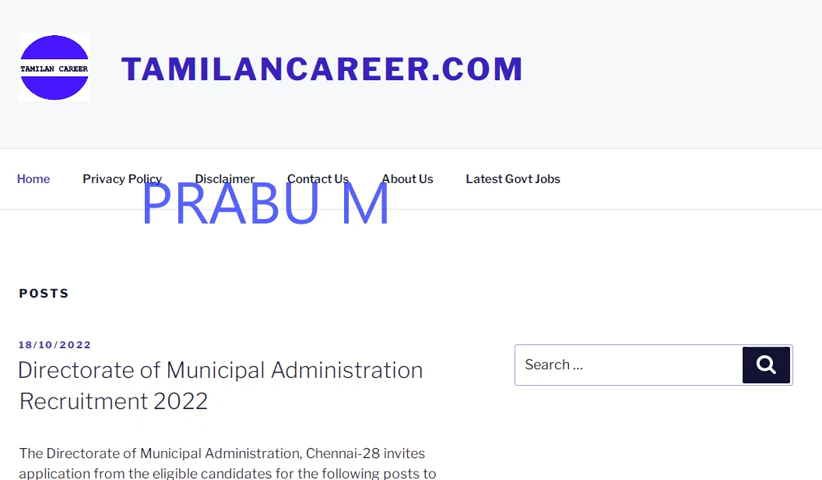 TAMILAN CAREER
TAMILANCAREER.COM
Home Privacy Policy Disclaimer Contact Us About Us Latest Govt Jobs
PRABU M
POSTS
18/10/2022
Search ...
Directorate of Municipal Administration
Recruitment 2022
The Directorate of Municipal Administration, Chennai-28 invites
application from the eligible candidates for the following posts to